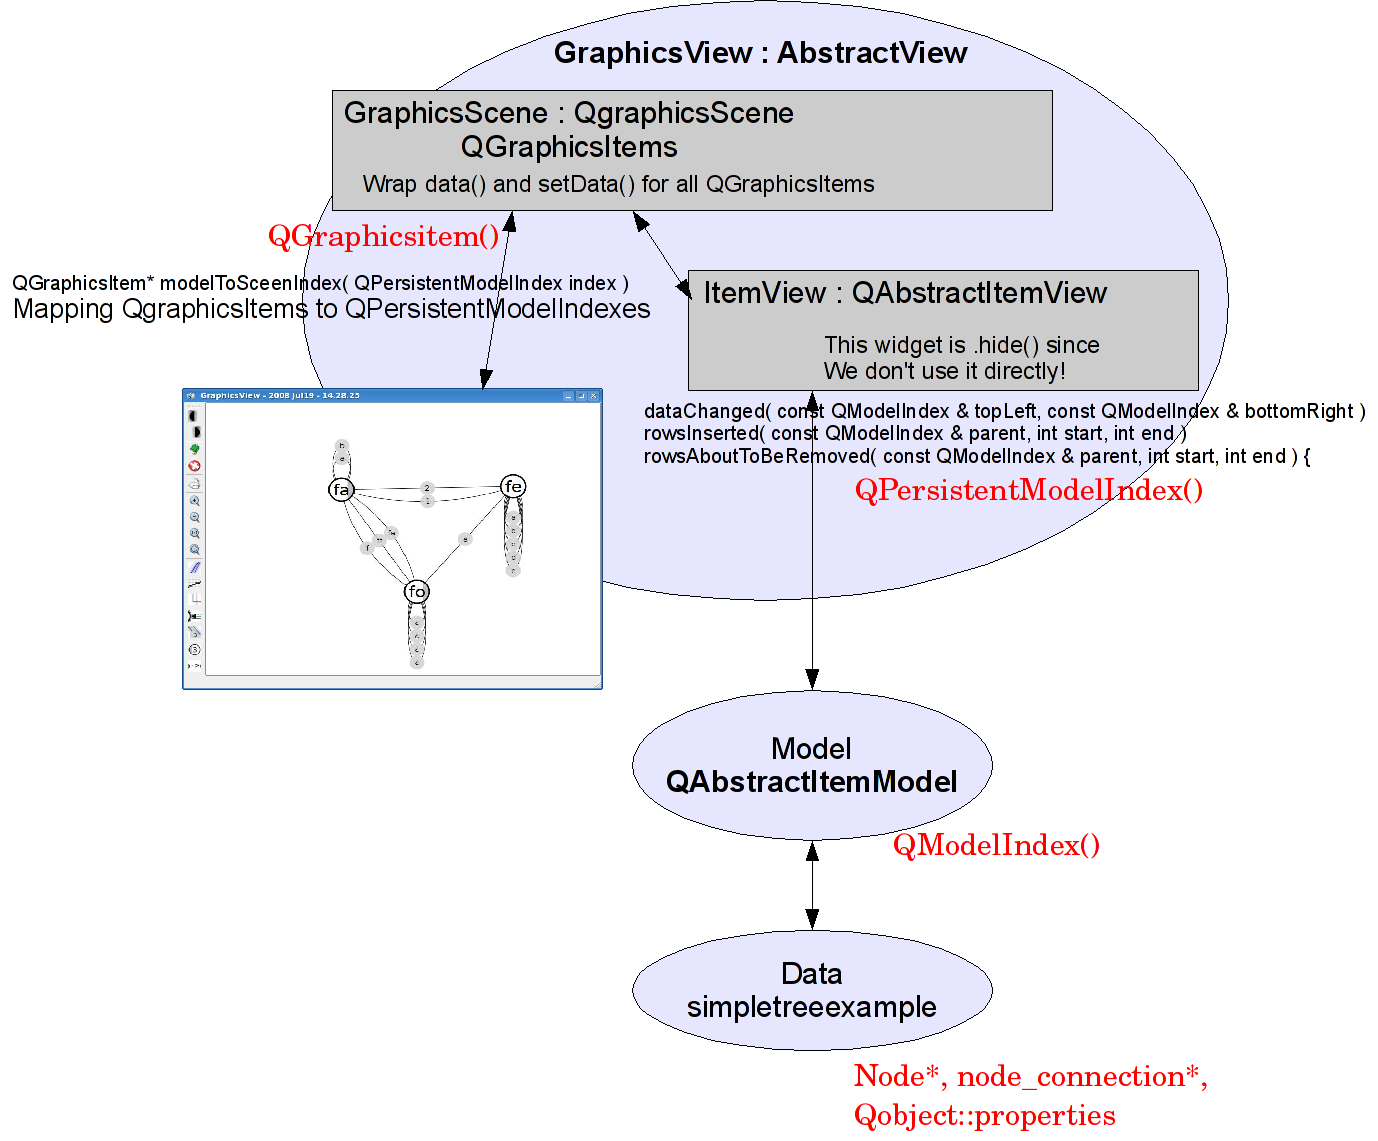 GraphicsView : AbstractView
GraphicsScene : QgraphicsScene
QGraphicsItems
Wrap data() and setData() for all QGraphicsItems
QGraphicsitem()
QGraphicsItem* modelToSceenIndex( QPersistentModelIndex index )
Mapping QgraphicsItems to QPersistentModelIndexes
ItemView : QAbstractItemView
This widget is .hide() since
We don't use it directly!
dataChanged( const QModelIndex & topLeft, const QModelIndex & bottomRight )
rowsInserted( const QModelIndex & parent, int start, int end )
rowsAboutToBeRemoved( const QModelIndex & parent, int start, int end ) {
QPersistentModelIndex()
GraphicsView - 2008 Jul19 - 14.28.25
fa
2
fe
fo
Model
QAbstractItemModel
QModelIndex()
Data
simpletreeexample
Node*, node_connection*,
Qobject::properties